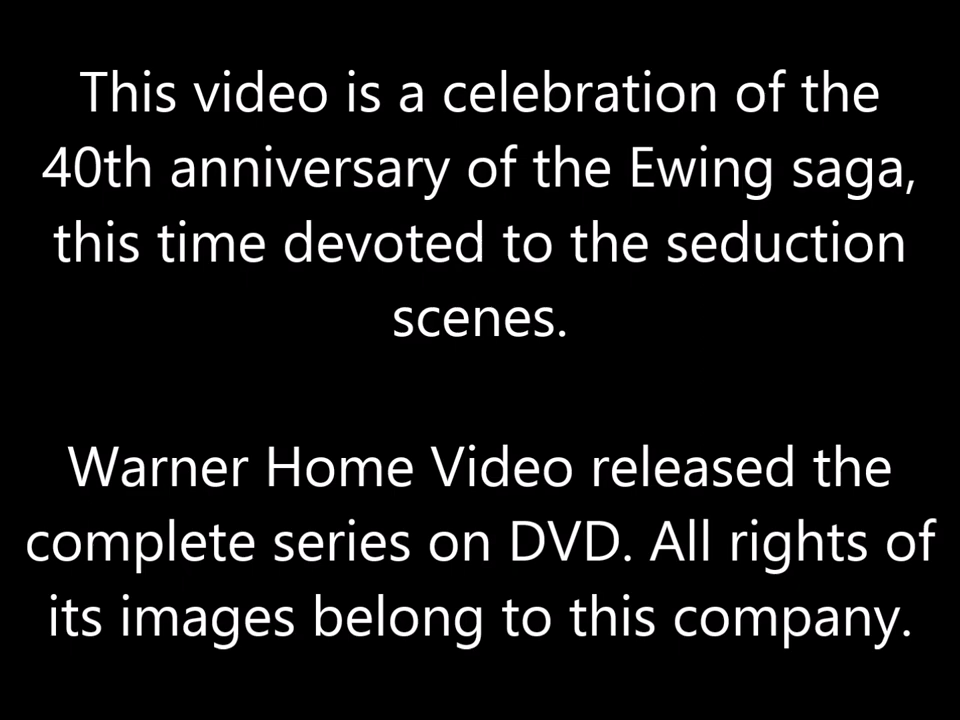 This video is a celebration of the
40th anniversary of the Ewing saga,
this time devoted to the seduction
scenes.
Warner Home Video released the
complete series on DVD. All rights of
its images belong to this company.